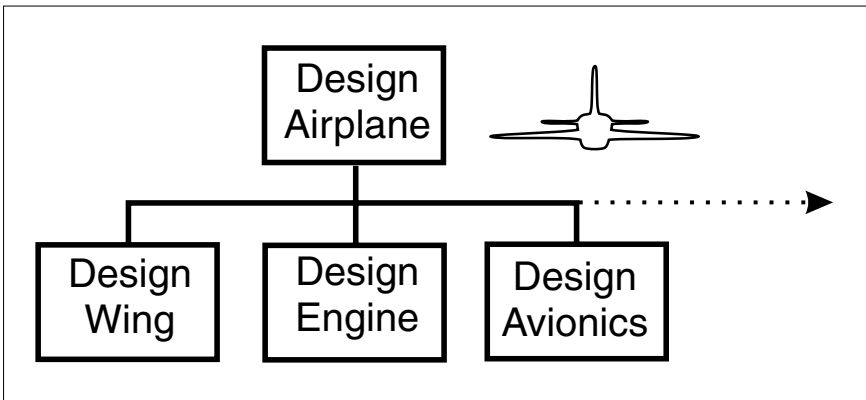 Design
Airplane
Design
Wing
Design
Engine
Design
Avionics